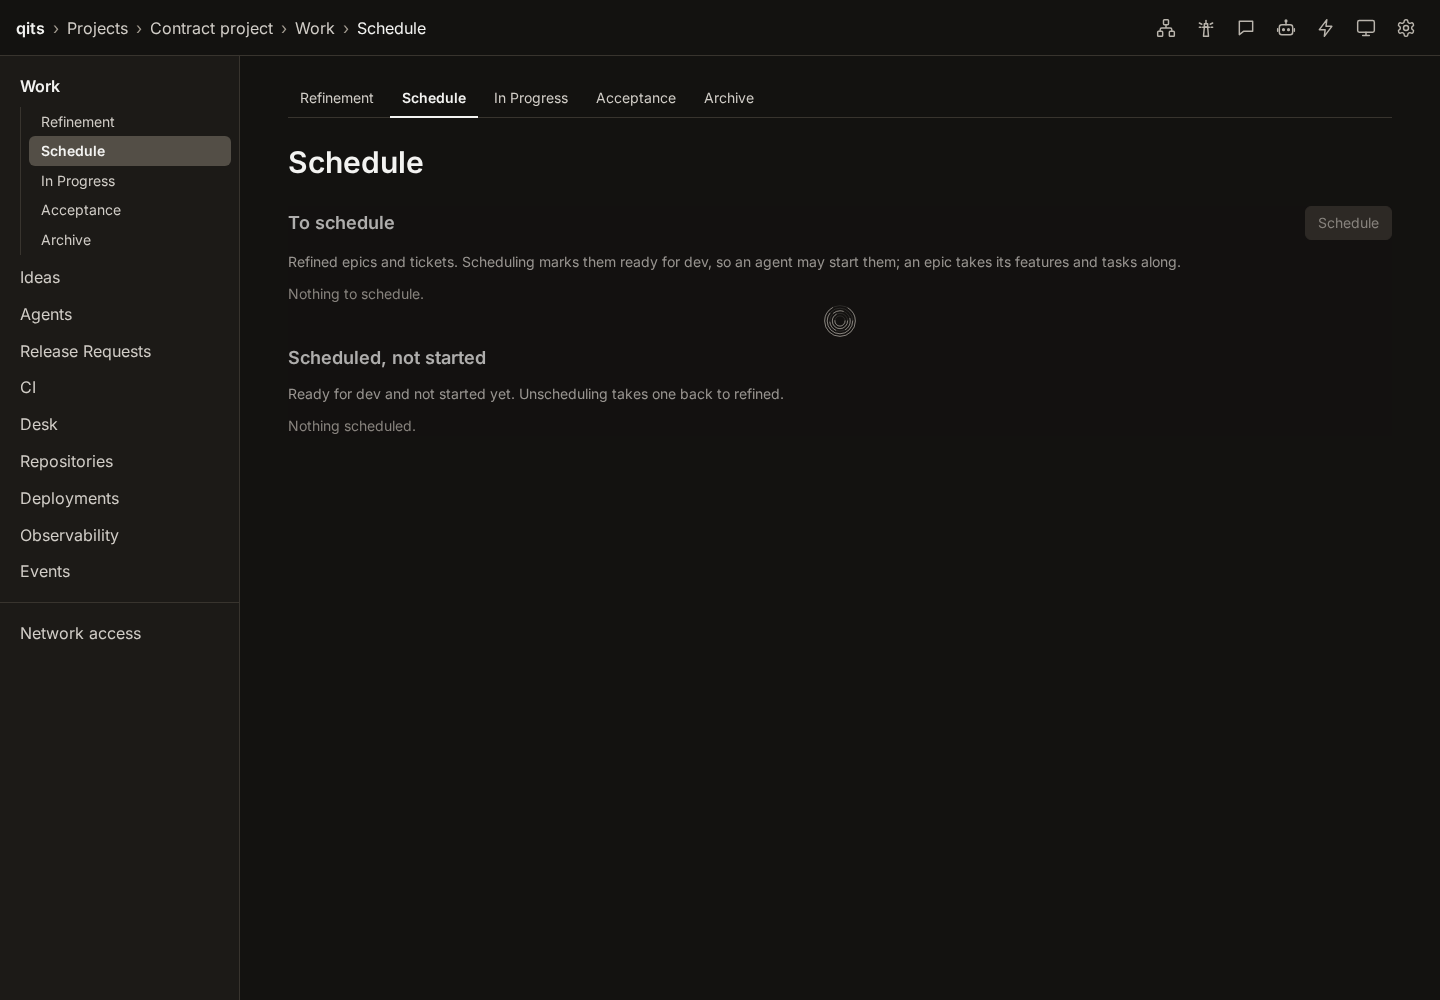 qits › Projects › Contract project › Work › Schedule
Work
Refinement
Schedule
In Progress
Acceptance
Archive
Ideas
Agents
Release Requests
CI
Desk
Repositories
Deployments
Observability
Events
Network access
Refinement Schedule In Progress Acceptance Archive
Schedule
To schedule
Schedule
Refined epics and tickets. Scheduling marks them ready for dev, so an agent may start them; an epic takes its features and tasks along.
Nothing to schedule.
Scheduled, not started
Ready for dev and not started yet. Unscheduling takes one back to refined.
Nothing scheduled.